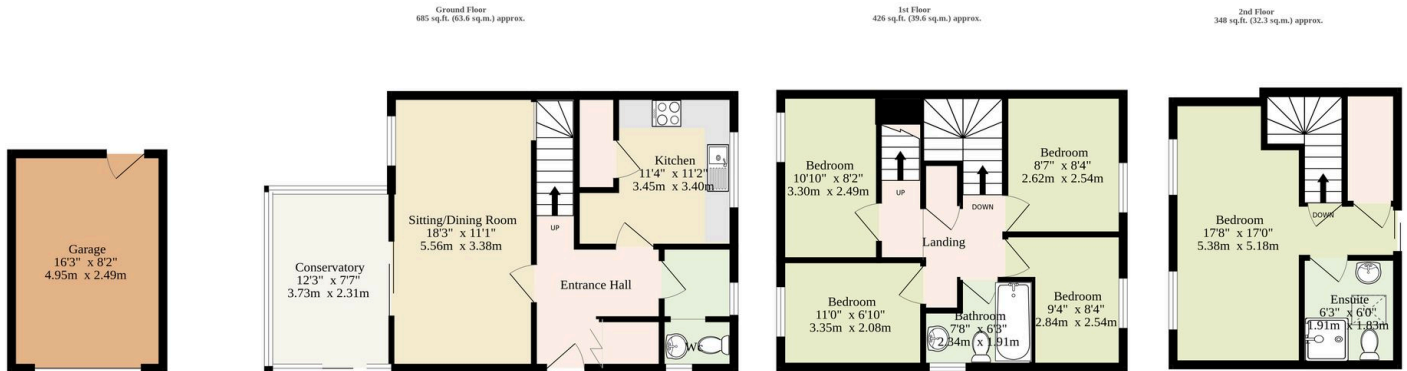 Ground Floor
685 sq.ft. (63.6 sq.m.) approx.
1st Floor
426 sq.ft. (39.6 sq.m.) approx.
2nd Floor
348 sq.ft. (32.3 sq.m.) approx.
Garage
16'3" x 8'2"
4.95m x 2.49m
Conservatory
12'3" x 7'7"
3.73m x 2.31m
Sitting/Dining Room
18'3" x 11'1"
5.56m x 3.38m
UP
Kitchen
11'4" x 11'2"
3.45m x 3.40m
Entrance Hall
Wc
Bedroom
10'10" x 8'2"
3.30m x 2.49m
UP
DOWN
Landing
Bedroom
8'7" x 8'4"
2.62m x 2.54m
Bedroom
11'0" x 6'10"
3.35m x 2.08m
Bathroom
7'8" x 6'3"
2.34m x 1.91m
Bedroom
9'4" x 8'4"
2.84m x 2.54m
Bedroom
17'8" x 17'0"
5.38m x 5.18m
DOWN
Ensuite
6'3" x 6'0"
1.91m x 1.83m